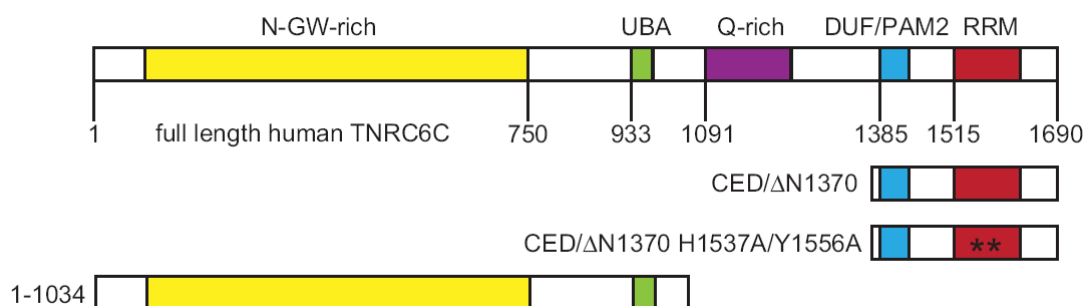 N-GW-rich UBA Q-rich DUF/PAM2 RRM
1 full length human TNRC6C 750 933 1091 1385 1515 1690
CED/ΔN1370
CED/ΔN1370 H1537A/Y1556A
**
1-1034